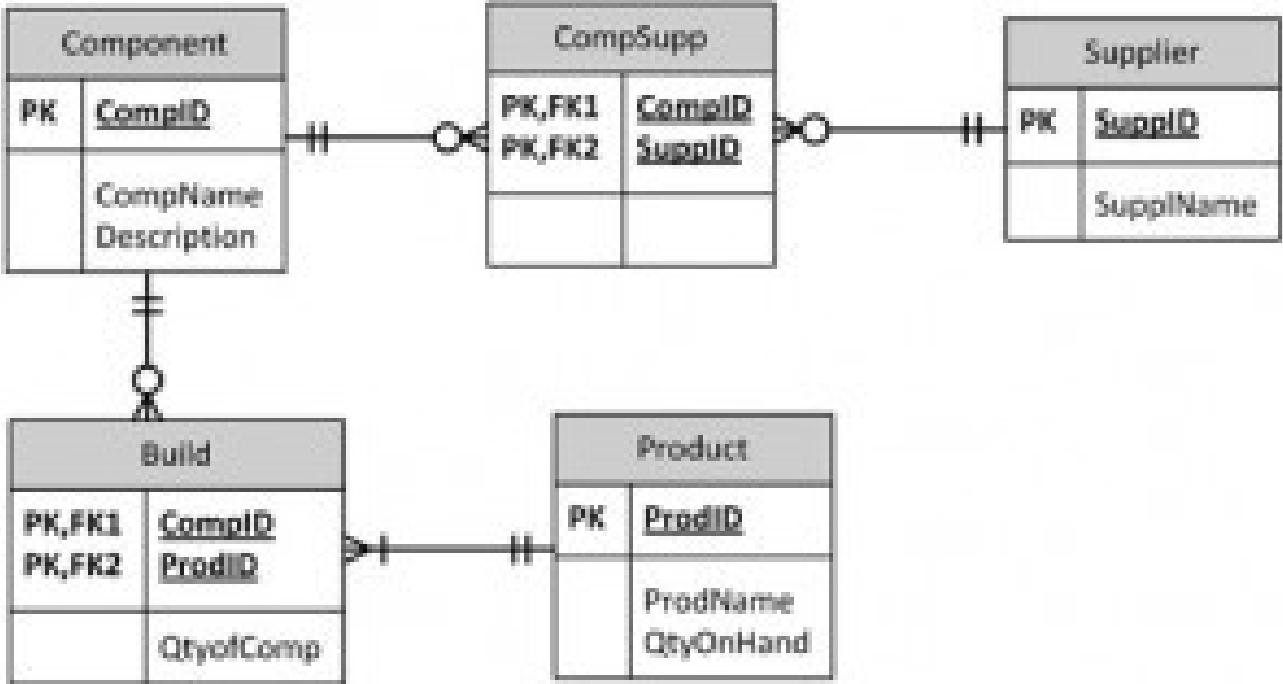 Component
PK CompID
CompName
Description
CompSupp
PK,FK1 CompID
PK,FK2 SuppID
Supplier
PK SuppID
SupplName
Build
PK,FK1 CompID
PK,FK2 ProdID
QtyofComp
Product
PK ProdID
ProdName
QtyOnHand